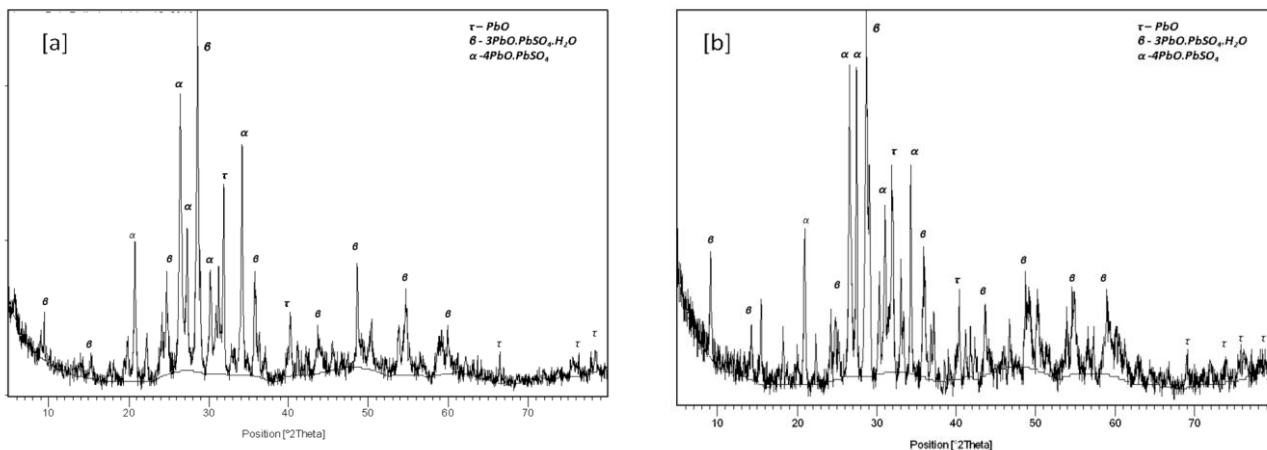 [a]
τ – PbO
β - 3PbO.PbSO₄.H₂O
α -4PbO.PbSO₄
β
α
α
τ
α
α
β
α
β
β
β
τ
β
β
β
β
τ
τ
τ
10 20 30 40 50 60 70
Position [°2Theta]
[b]
τ – PbO
β - 3PbO.PbSO₄.H₂O
α -4PbO.PbSO₄
β
α α
τ α
α
α
β
β
β
β
τ
β
β
β
β
τ
τ
τ
τ
10 20 30 40 50 60 70
Position [°2Theta]